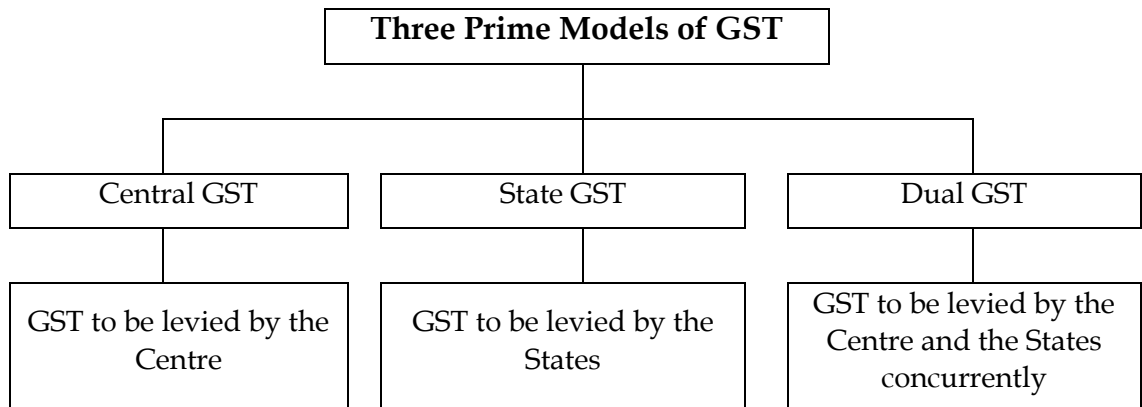 Three Prime Models of GST
Central GST
State GST
Dual GST
GST to be levied by the
Centre
GST to be levied by the
States
GST to be levied by the
Centre and the States
concurrently